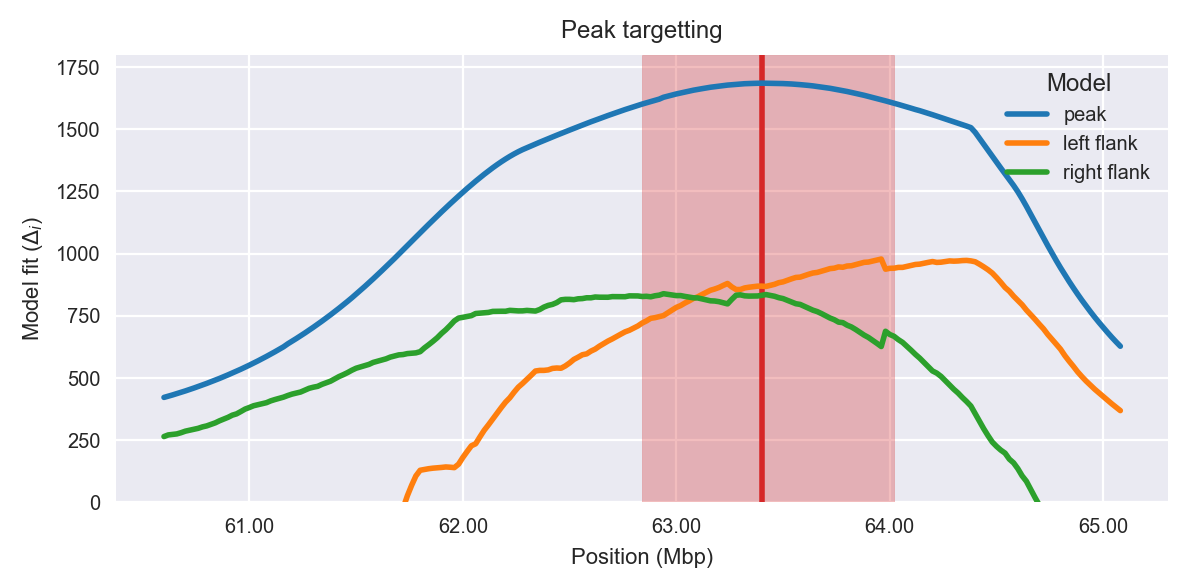 Peak targetting
1750
1500
1250
1000
750
500
250
0
Model fit (Δᵢ)
61.00 62.00 63.00 64.00 65.00
Position (Mbp)
Model
peak
left flank
right flank